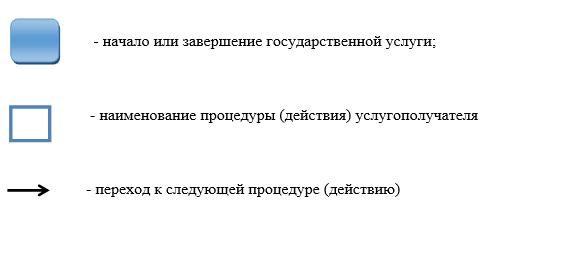 - начало или завершение государственной услуги;
- наименование процедуры (действия) услугополучателя
- переход к следующей процедуре (действию)